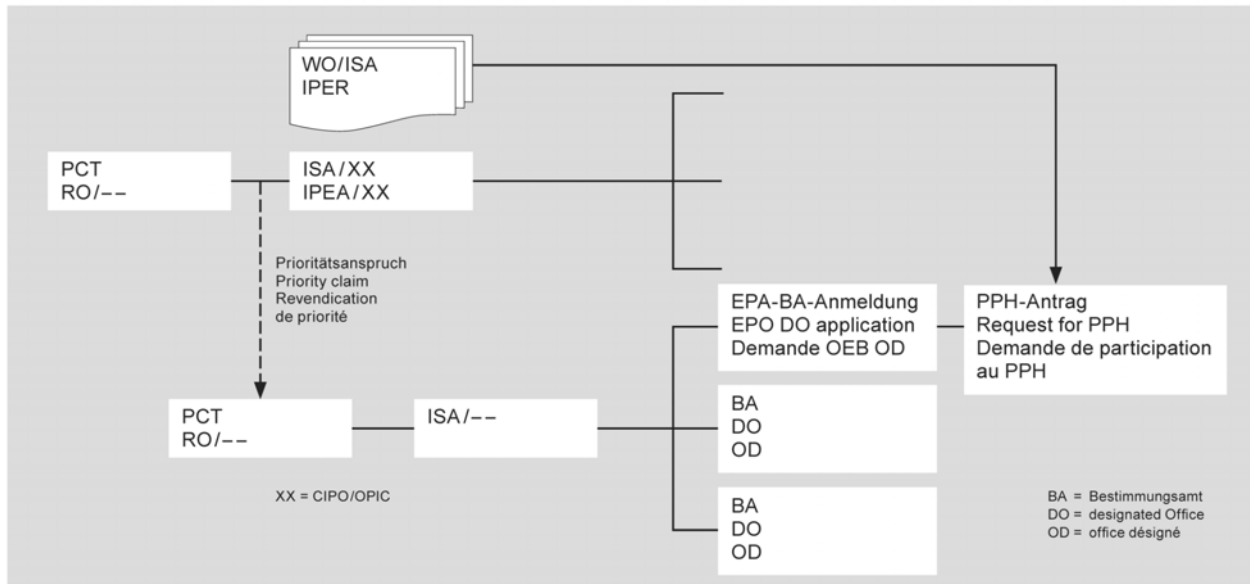 WO/ISA
IPER
PCT
RO/--
ISA/XX
IPEA/XX
Prioritätsanspruch
Priority claim
Revendication
de priorité
EPA-BA-Anmeldung
EPO DO application
Demande OEB OD
PPH-Antrag
Request for PPH
Demande de participation
au PPH
PCT
RO/--
ISA/--
BA
DO
OD
XX = CIPO/OPIC
BA
DO
OD
BA = Bestimmungsamt
DO = designated Office
OD = office désigné